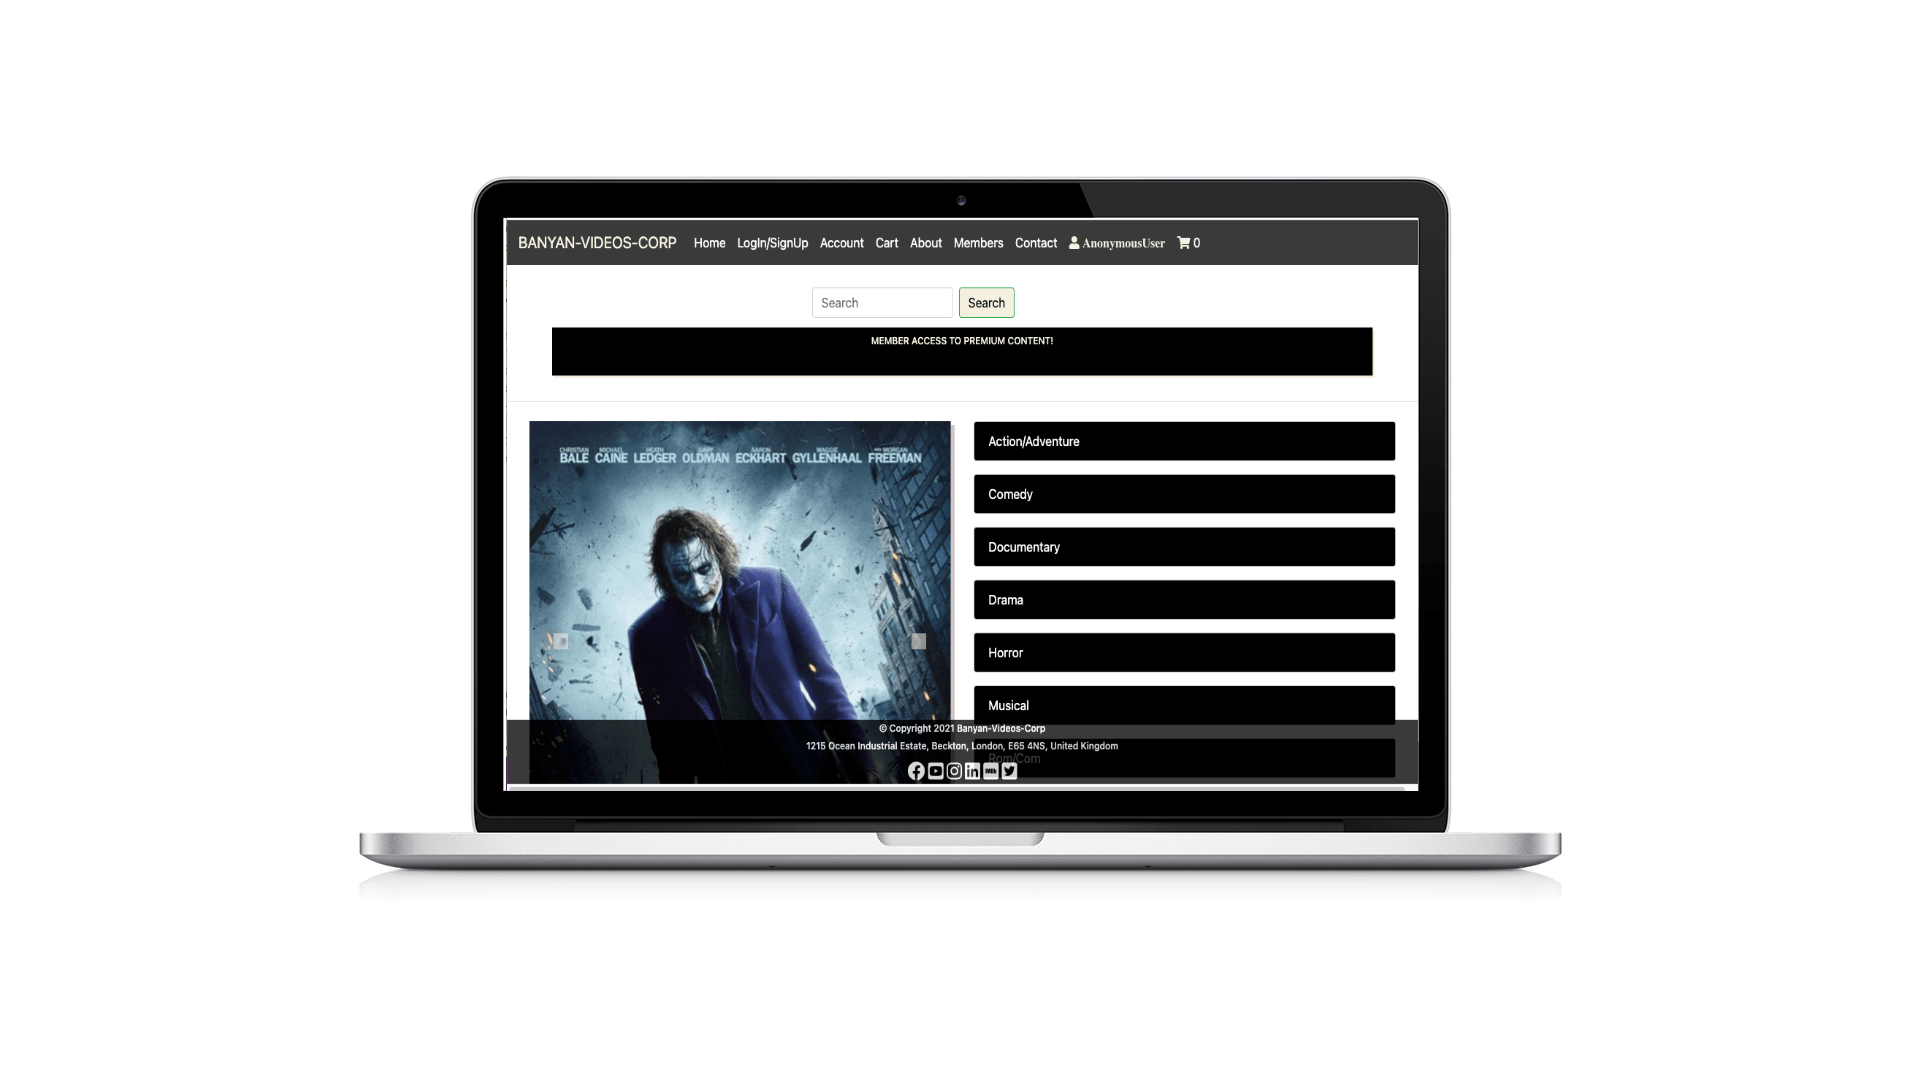 BANYAN-VIDEOS-CORP Home LogIn/SignUp Account Cart About Members Contact AnonymousUser 0
Search Search
MEMBER ACCESS TO PREMIUM CONTENT!
CHRISTIAN MICHAEL HEATH GARY AARON MAGGIE MORGAN
BALE CAINE LEDGER OLDMAN ECKHART GYLLENHAAL FREEMAN
Action/Adventure
Comedy
Documentary
Drama
Horror
Musical
Rom/Com
© Copyright 2021 Banyan-Videos-Corp
1215 Ocean Industrial Estate, Beckton, London, E65 4NS, United Kingdom